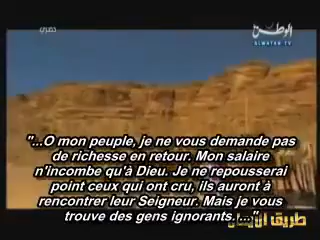 حصري
الوطن
ALWATAN TV
"...O mon peuple, je ne vous demande pas
de richesse en retour. Mon salaire
n'incombe qu'à Dieu. Je ne repousserai
point ceux qui ont cru, ils auront à
rencontrer leur Seigneur. Mais je vous
trouve des gens ignorants. ..."
طريق الإيمان